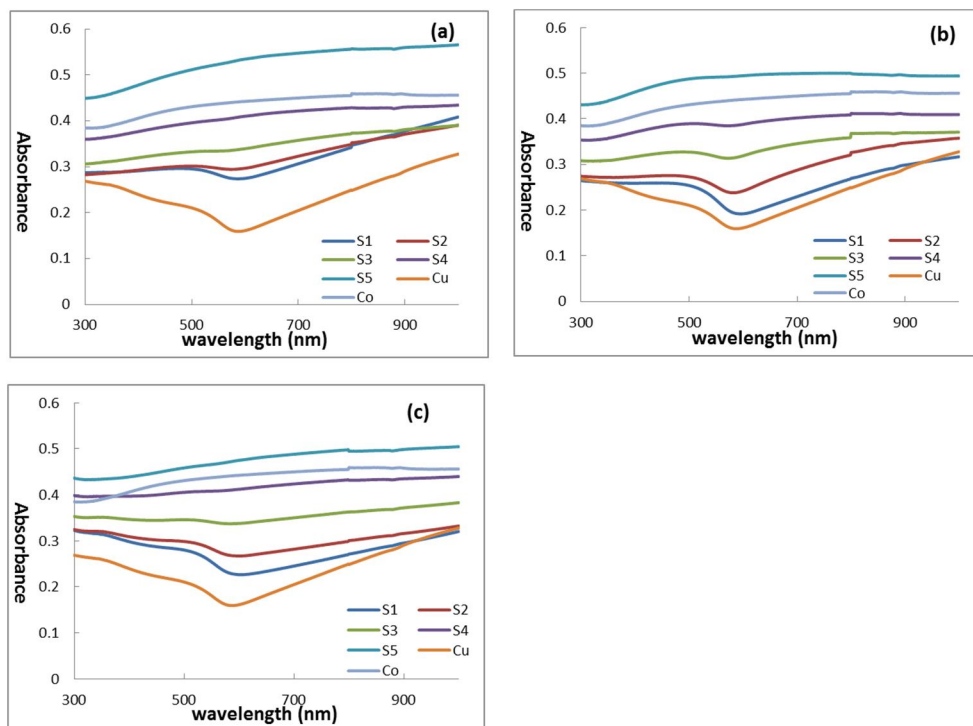 (a)
0.6
0.5
0.4
0.3
0.2
0.1
0
Absorbance
S1 S2
S3 S4
S5 Cu
Co
300 500 700 900
wavelength (nm)
(b)
0.6
0.5
0.4
0.3
0.2
0.1
0
Absorbance
S1 S2
S3 S4
S5 Cu
Co
300 500 700 900
wavelength (nm)
(c)
0.6
0.5
0.4
0.3
0.2
0.1
0
Absorbance
S1 S2
S3 S4
S5 Cu
Co
300 500 700 900
wavelength (nm)